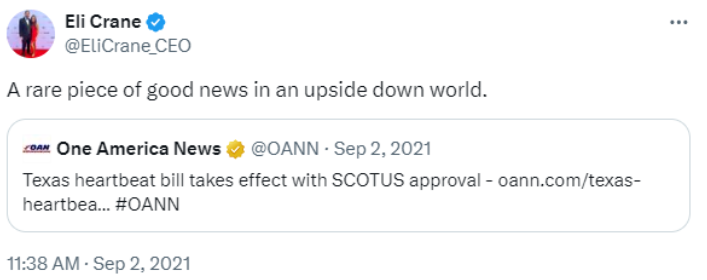 Eli Crane
@EliCrane_CEO
A rare piece of good news in an upside down world.
OAN One America News @OANN · Sep 2, 2021
Texas heartbeat bill takes effect with SCOTUS approval - oann.com/texas-
heartbea... #OANN
11:38 AM · Sep 2, 2021